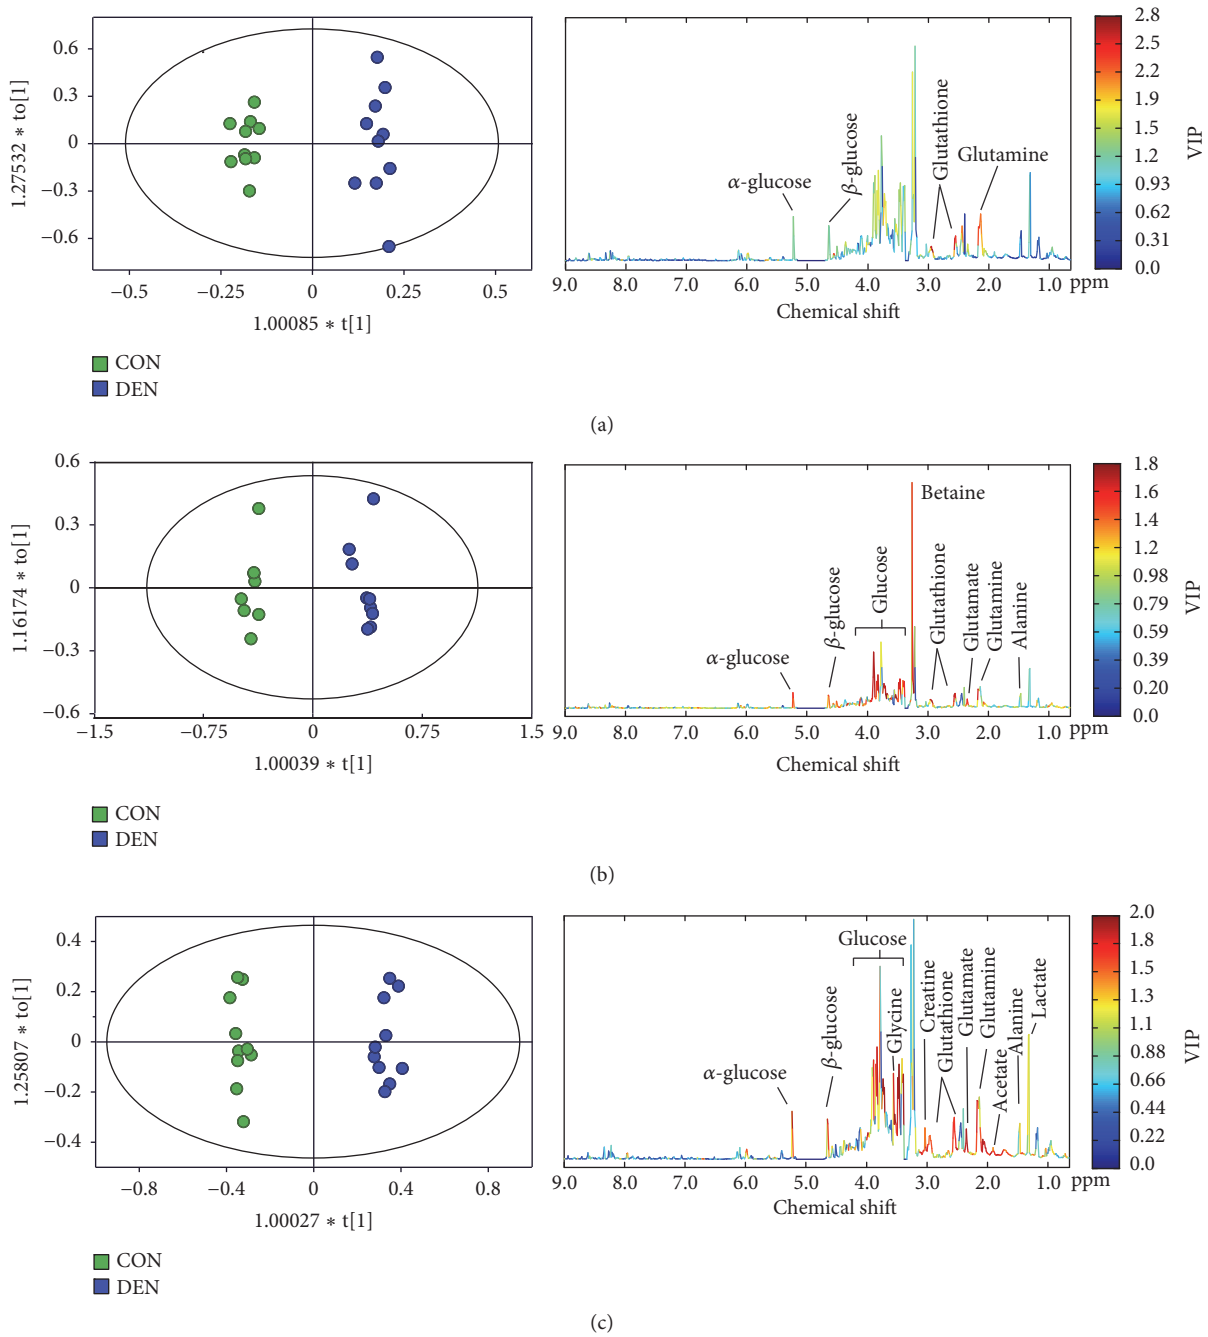 0.6
0.3
0
−0.3
−0.6
1.27532 * to[1]
−0.5
−0.25
0
0.25
0.5
1.00085 * t[1]
CON
DEN
α-glucose
β-glucose
Glutathione
Glutamine
9.0 8.0 7.0 6.0 5.0 4.0 3.0 2.0 1.0 ppm
Chemical shift
2.8
2.5
2.2
1.9
1.5
1.2
0.93
0.62
0.31
0.0
VIP
(a)
0.6
0.3
0
−0.3
−0.6
1.16174 * to[1]
−1.5
−0.75
0
0.75
1.5
1.00039 * t[1]
CON
DEN
α-glucose
β-glucose
Glucose
Betaine
Glutathione
Glutamate
Glutamine
Alanine
9.0 8.0 7.0 6.0 5.0 4.0 3.0 2.0 1.0 ppm
Chemical shift
1.8
1.6
1.4
1.2
0.98
0.79
0.59
0.39
0.20
0.0
VIP
(b)
0.4
0.2
0
−0.2
−0.4
1.25807 * to[1]
−0.8
−0.4
0
0.4
0.8
1.00027 * t[1]
CON
DEN
α-glucose
β-glucose
Glucose
Glycine
Creatine
Glutathione
Glutamate
Glutamine
Acetate
Alanine
Lactate
9.0 8.0 7.0 6.0 5.0 4.0 3.0 2.0 1.0 ppm
Chemical shift
2.0
1.8
1.5
1.3
1.1
0.88
0.66
0.44
0.22
0.0
VIP
(c)